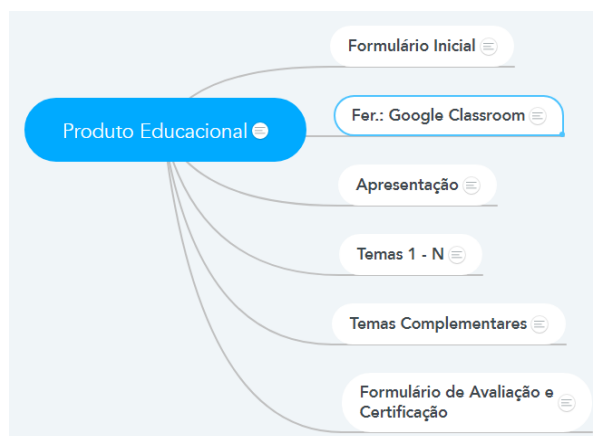 Formulário Inicial
Fer.: Google Classroom
Produto Educacional
Apresentação
Temas 1 - N
Temas Complementares
Formulário de Avaliação e
Certificação